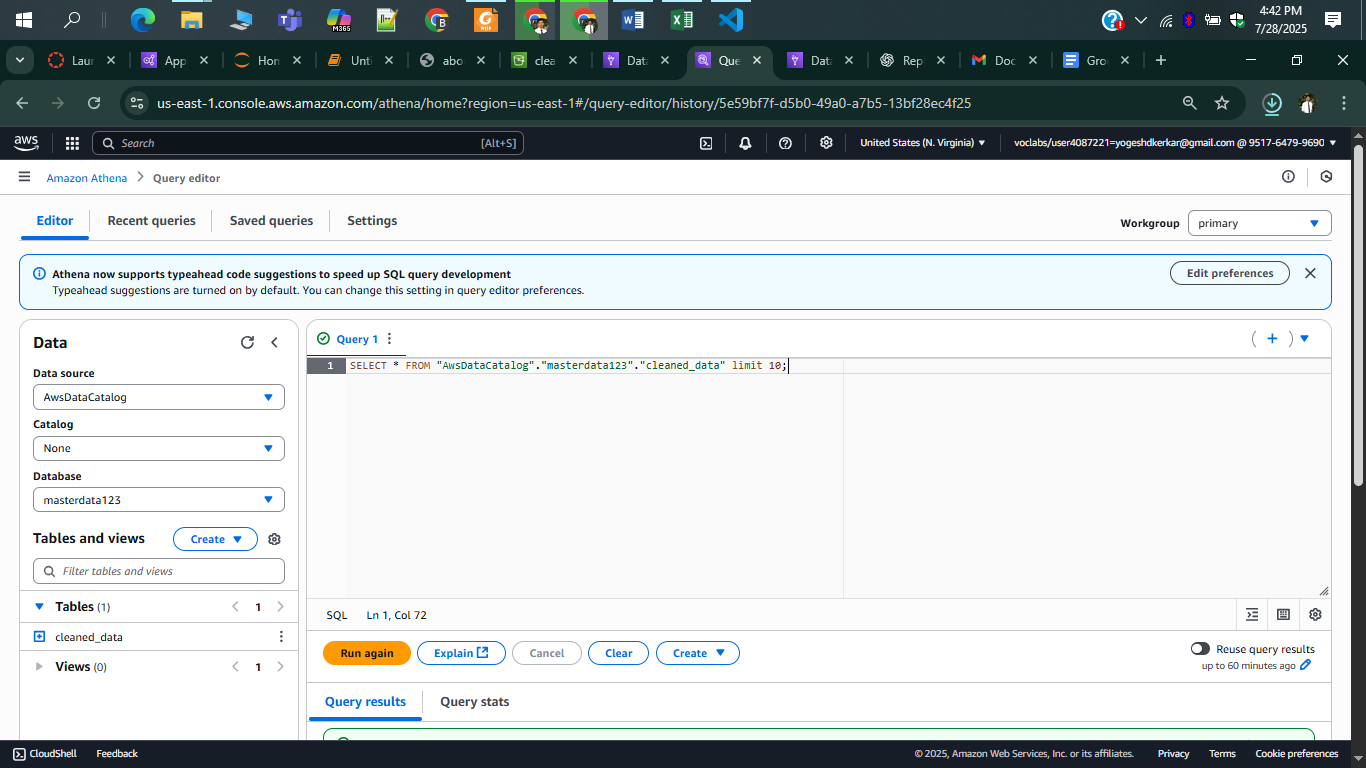 4:42 PM
7/28/2025
Laur
App
Hon
Unti
abo
clea
Data
Que
Data
Rep
Doc
Gro
us-east-1.console.aws.amazon.com/athena/home?region=us-east-1#/query-editor/history/5e59bf7f-d5b0-49a0-a7b5-13bf28ec4f25
aws
Search
[Alt+S]
United States (N. Virginia)
voclabs/user4087221=yogeshdkerkar@gmail.com @ 9517-6479-9690
Amazon Athena
Query editor
Editor
Recent queries
Saved queries
Settings
Workgroup
primary
Athena now supports typeahead code suggestions to speed up SQL query development
Typeahead suggestions are turned on by default. You can change this setting in query editor preferences.
Edit preferences
Data
Data source
AwsDataCatalog
Catalog
None
Database
masterdata123
Tables and views
Create
Filter tables and views
Tables (1)
1
cleaned_data
Views (0)
1
Query 1
1
SELECT * FROM "AwsDataCatalog"."masterdata123"."cleaned_data" limit 10;
SQL
Ln 1, Col 72
Run again
Explain
Cancel
Clear
Create
Reuse query results
up to 60 minutes ago
Query results
Query stats
CloudShell
Feedback
© 2025, Amazon Web Services, Inc. or its affiliates.
Privacy
Terms
Cookie preferences